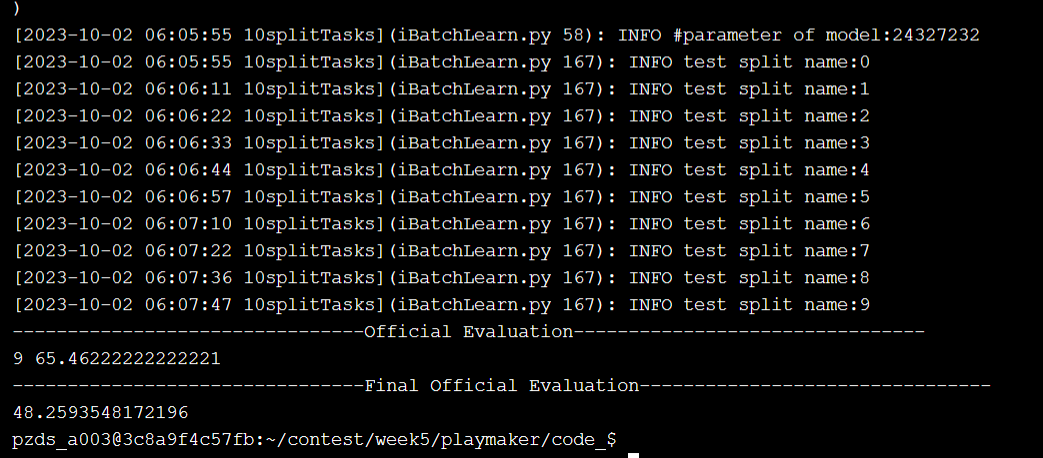 )
[2023-10-02 06:05:55 10splitTasks](iBatchLearn.py 58): INFO #parameter of model:24327232
[2023-10-02 06:05:55 10splitTasks](iBatchLearn.py 167): INFO test split name:0
[2023-10-02 06:06:11 10splitTasks](iBatchLearn.py 167): INFO test split name:1
[2023-10-02 06:06:22 10splitTasks](iBatchLearn.py 167): INFO test split name:2
[2023-10-02 06:06:33 10splitTasks](iBatchLearn.py 167): INFO test split name:3
[2023-10-02 06:06:44 10splitTasks](iBatchLearn.py 167): INFO test split name:4
[2023-10-02 06:06:57 10splitTasks](iBatchLearn.py 167): INFO test split name:5
[2023-10-02 06:07:10 10splitTasks](iBatchLearn.py 167): INFO test split name:6
[2023-10-02 06:07:22 10splitTasks](iBatchLearn.py 167): INFO test split name:7
[2023-10-02 06:07:36 10splitTasks](iBatchLearn.py 167): INFO test split name:8
[2023-10-02 06:07:47 10splitTasks](iBatchLearn.py 167): INFO test split name:9
--------------------------------Official Evaluation--------------------------------
9 65.46222222222221
--------------------------------Final Official Evaluation--------------------------------
48.2593548172196
pzds_a003@3c8a9f4c57fb:~/contest/week5/playmaker/code_$